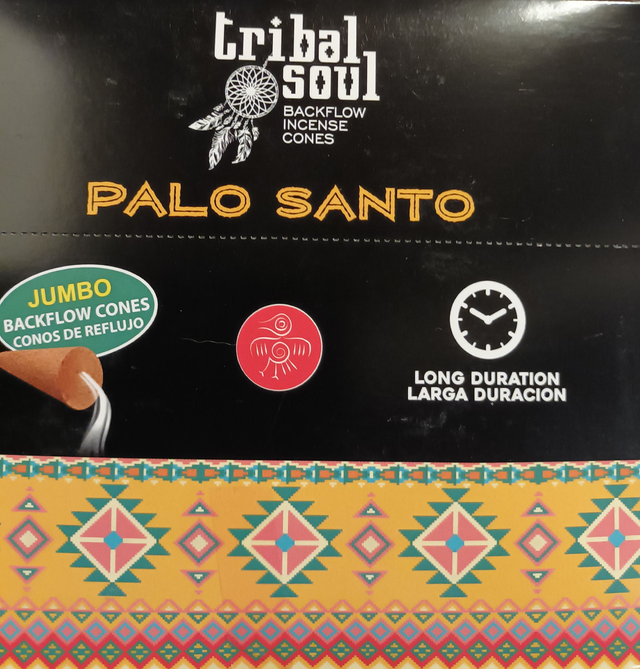 tribal
soul
BACKFLOW
INCENSE
CONES
PALO SANTO
JUMBO
BACKFLOW CONES
CONOS DE REFLUJO
LONG DURATION
LARGA DURACION